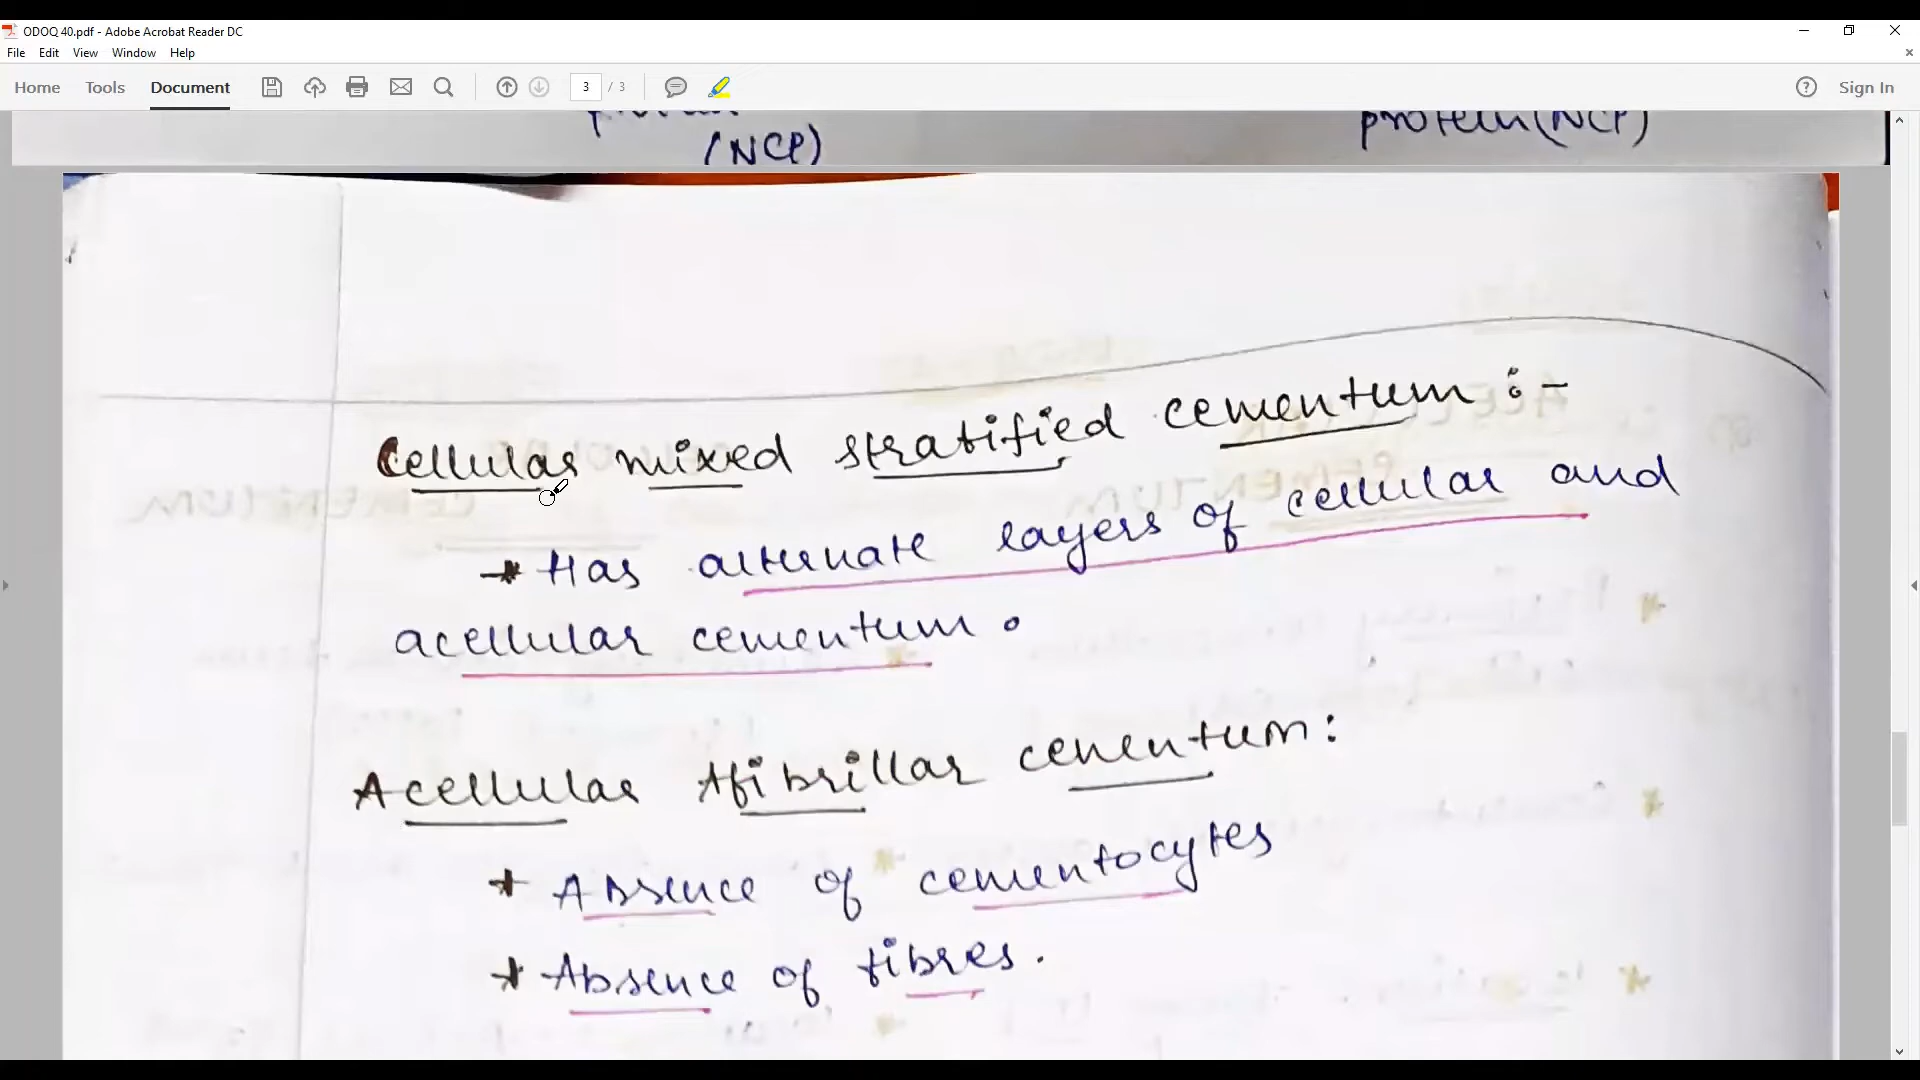 ODOQ 40.pdf - Adobe Acrobat Reader DC
File Edit View Window Help
Home Tools Document 3 / 3 Sign In
(NCP) protein(NCP)
Cellular mixed stratified cementum :-
Has alternate layers of cellular and
acellular cementum .
Acellular Afibrillar cementum :
* Absence of cementocytes
* Absence of fibres .